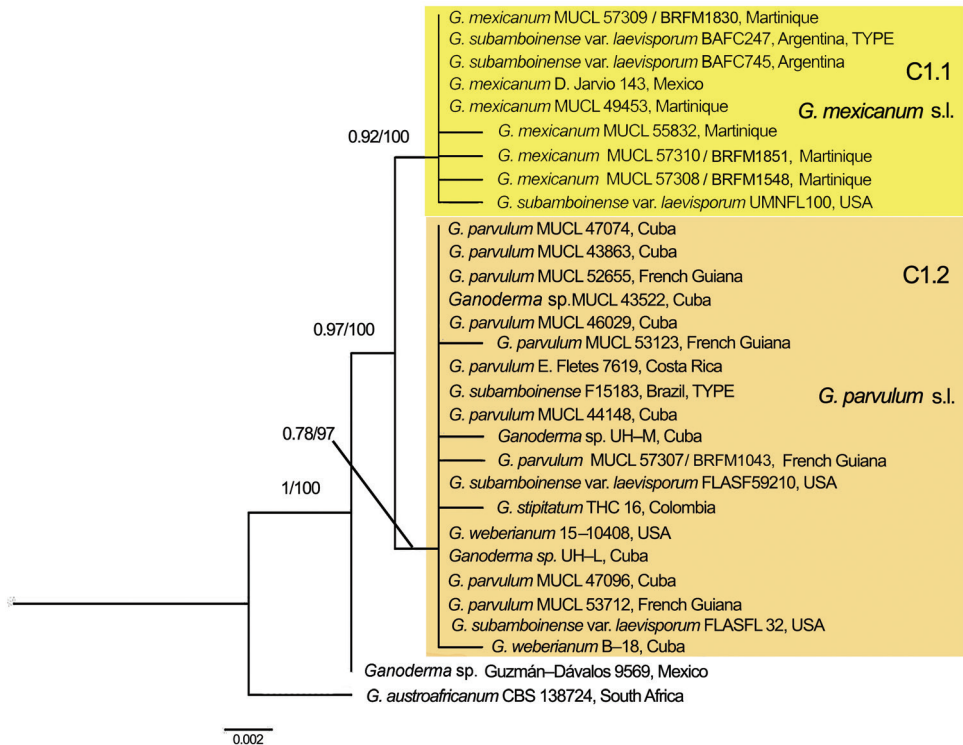 G. mexicanum MUCL 57309 / BRFM1830, Martinique
G. subamboinense var. laevisporum BAFC247, Argentina, TYPE
G. subamboinense var. laevisporum BAFC745, Argentina
C1.1
G. mexicanum D. Jarvio 143, Mexico
G. mexicanum MUCL 49453, Martinique
G. mexicanum s.l.
0.92/100
G. mexicanum MUCL 55832, Martinique
G. mexicanum MUCL 57310 / BRFM1851, Martinique
G. mexicanum MUCL 57308 / BRFM1548, Martinique
G. subamboinense var. laevisporum UMNFL100, USA
G. parvulum MUCL 47074, Cuba
G. parvulum MUCL 43863, Cuba
G. parvulum MUCL 52655, French Guiana
C1.2
Ganoderma sp.MUCL 43522, Cuba
G. parvulum MUCL 46029, Cuba
0.97/100
G. parvulum MUCL 53123, French Guiana
G. parvulum E. Fletes 7619, Costa Rica
G. subamboinense F15183, Brazil, TYPE
G. parvulum s.l.
G. parvulum MUCL 44148, Cuba
0.78/97
Ganoderma sp. UH–M, Cuba
G. parvulum MUCL 57307/ BRFM1043, French Guiana
G. subamboinense var. laevisporum FLASF59210, USA
1/100
G. stipitatum THC 16, Colombia
G. weberianum 15–10408, USA
Ganoderma sp. UH–L, Cuba
G. parvulum MUCL 47096, Cuba
G. parvulum MUCL 53712, French Guiana
G. subamboinense var. laevisporum FLASFL 32, USA
G. weberianum B–18, Cuba
Ganoderma sp. Guzmán–Dávalos 9569, Mexico
G. austroafricanum CBS 138724, South Africa
0.002